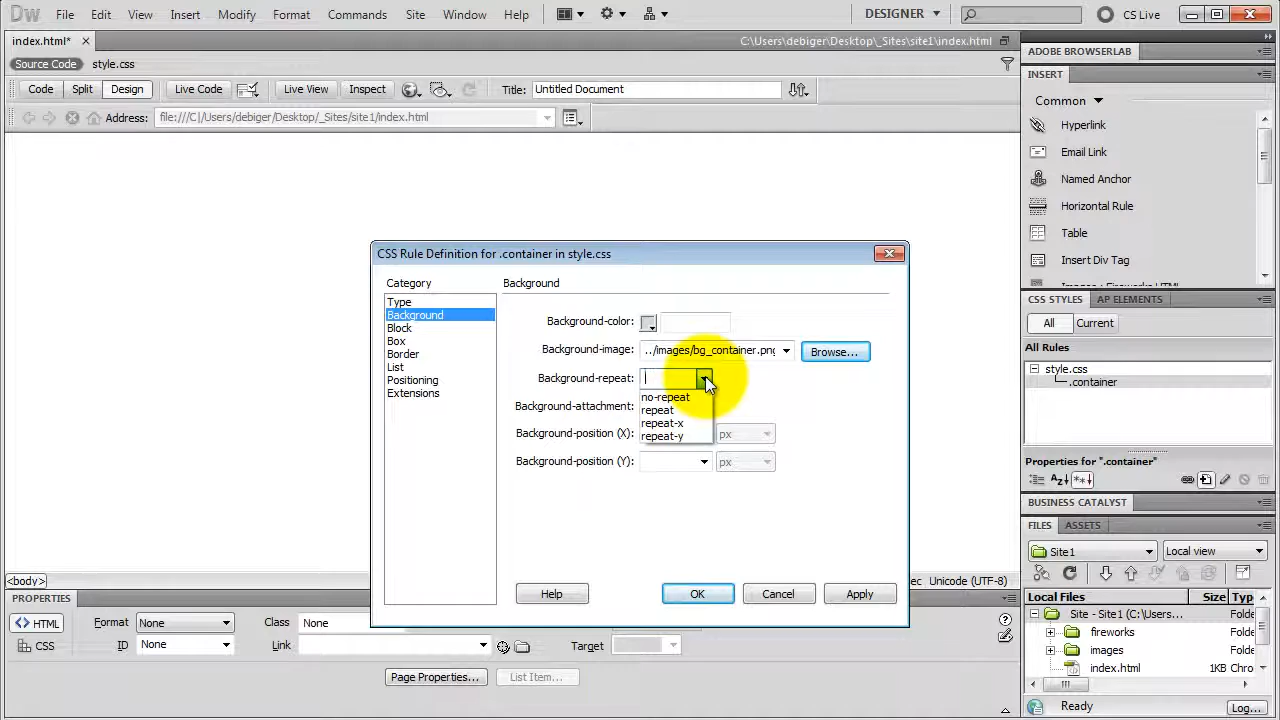 Dw File Edit View Insert Modify Format Commands Site Window Help DESIGNER CS Live
index.html* C:\Users\debiger\Desktop\_Sites\site1\index.html
Source Code style.css
Code Split Design Live Code Live View Inspect Title: Untitled Document
Address: file:///C|/Users/debiger/Desktop/_Sites/site1/index.html
ADOBE BROWSERLAB
INSERT
Common
Hyperlink
Email Link
Named Anchor
Horizontal Rule
Table
Insert Div Tag
CSS STYLES AP ELEMENTS
All Current
All Rules
style.css
.container
Properties for ".container"
BUSINESS CATALYST
FILES ASSETS
Site1 Local view
Local Files Size Type
Site - Site1 (C:\Users... Folde
fireworks Folde
images Folde
index.html 1KB Chro
Ready Log...
CSS Rule Definition for .container in style.css
Category
Type
Background
Block
Box
Border
List
Positioning
Extensions
Background
Background-color:
Background-image: ../images/bg_container.png Browse...
Background-repeat:
no-repeat
repeat
repeat-x
repeat-y
Background-attachment:
Background-position (X): px
Background-position (Y): px
Help OK Cancel Apply
<body> Unicode (UTF-8)
PROPERTIES
HTML Format None Class None
CSS ID None Link Target
Page Properties... List Item...